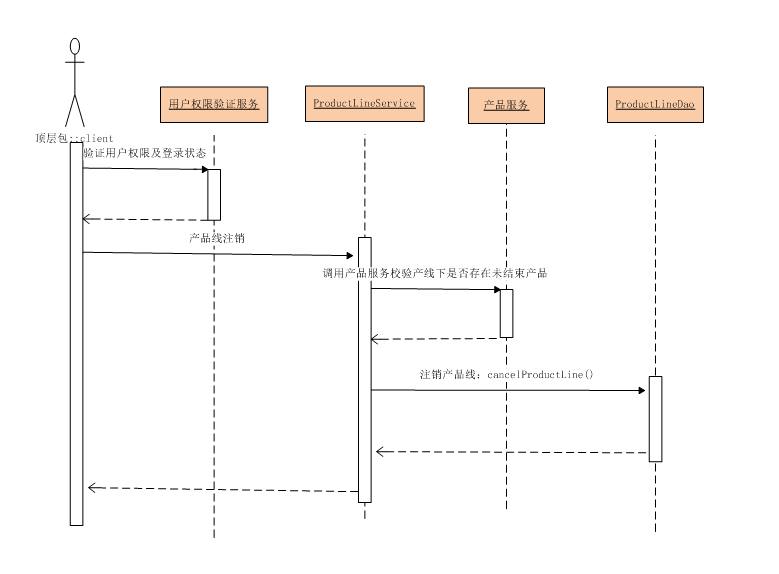 用户权限验证服务
ProductLineService
产品服务
ProductLineDao
顶层包::client
验证用户权限及登录状态
产品线注销
调用产品服务校验产线下是否存在未结束产品
注销产品线：cancelProductLine()